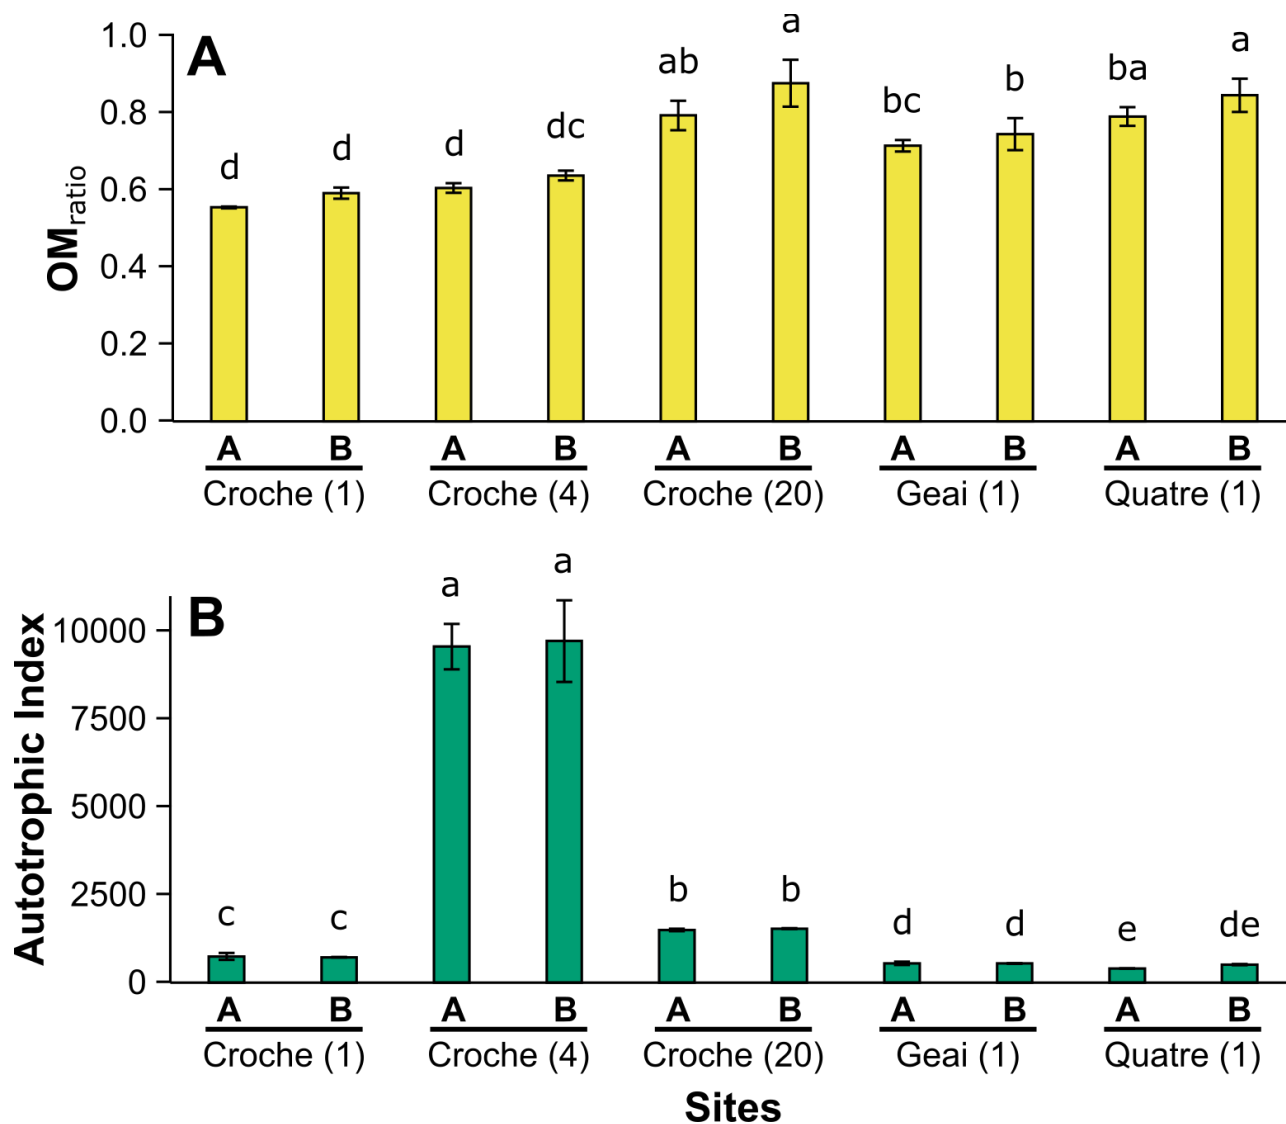 A
a
ab
a
ba
bc
b
dc
d
d
d
1.0
0.8
0.6
0.4
0.2
0.0
OMratio
A B A B A B A B A B
Croche (1) Croche (4) Croche (20) Geai (1) Quatre (1)
B
a
a
b
b
c
c
d
d
e
de
10000
7500
5000
2500
0
Autotrophic Index
A B A B A B A B A B
Croche (1) Croche (4) Croche (20) Geai (1) Quatre (1)
Sites